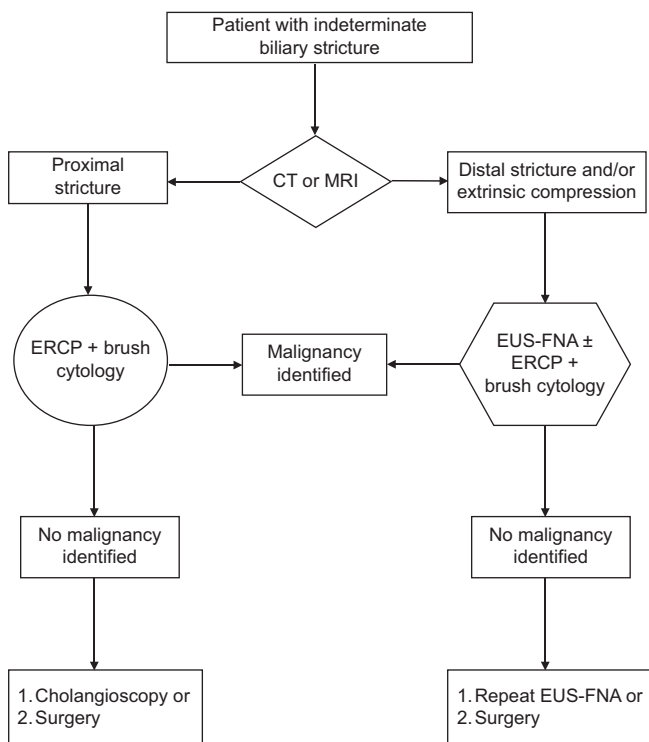 Patient with indeterminate
biliary stricture
CT or MRI
Proximal
stricture
Distal stricture and/or
extrinsic compression
ERCP + brush
cytology
Malignancy
identified
EUS-FNA ±
ERCP +
brush cytology
No malignancy
identified
No malignancy
identified
1. Cholangioscopy or
2. Surgery
1. Repeat EUS-FNA or
2. Surgery